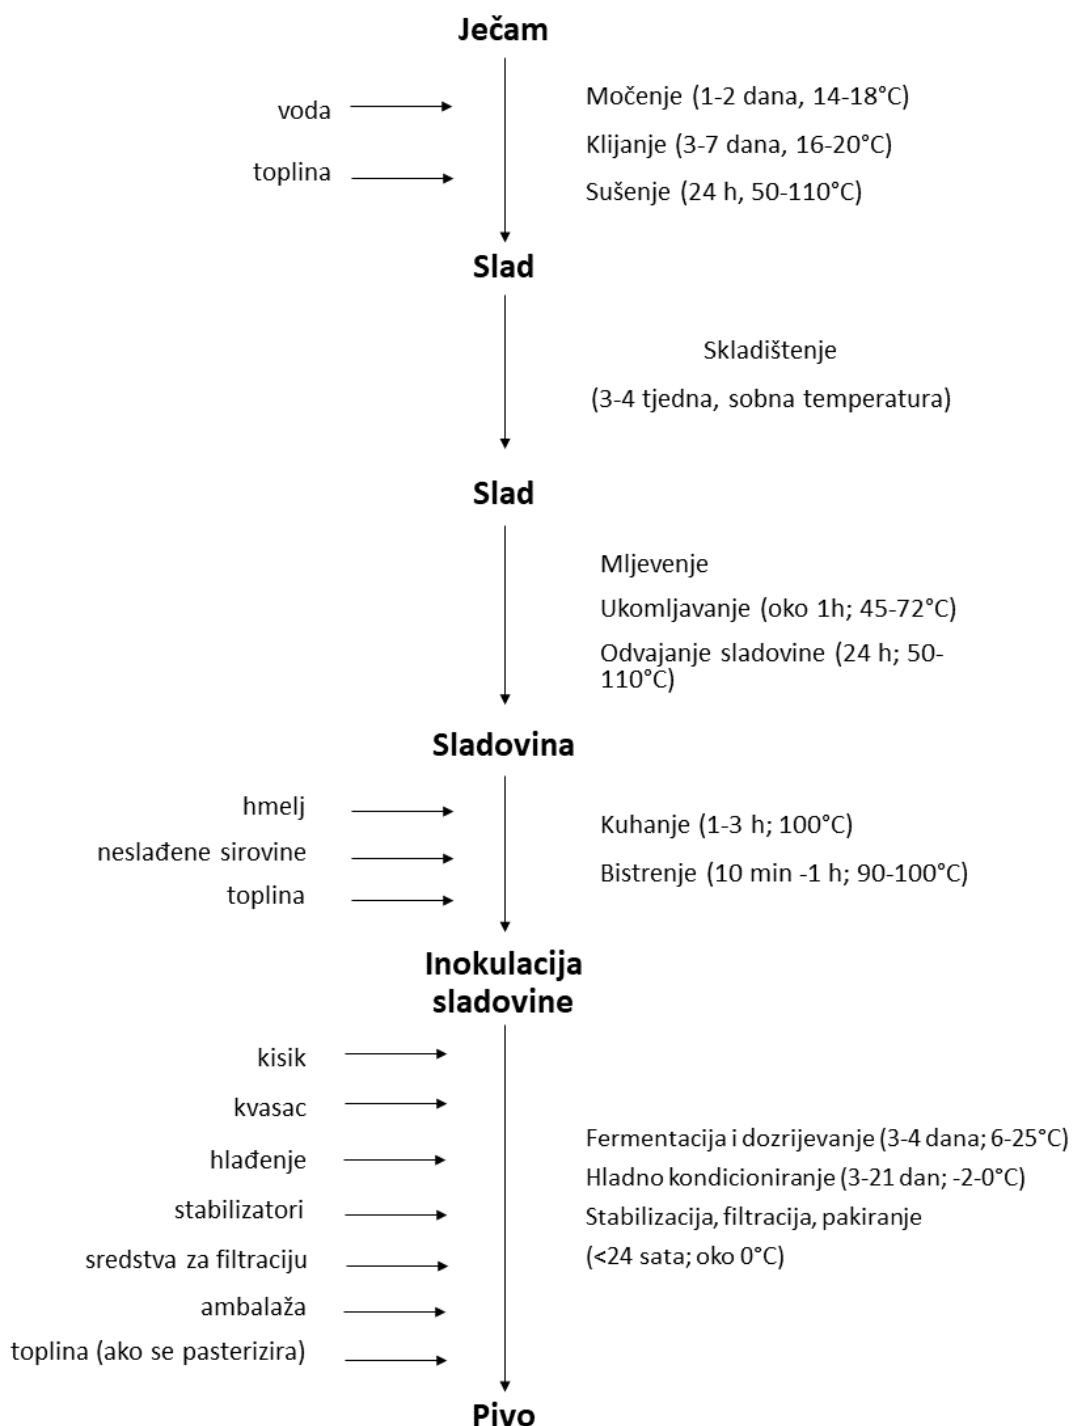 Ječam
voda
toplina
Močenje (1-2 dana, 14-18°C)
Klijanje (3-7 dana, 16-20°C)
Sušenje (24 h, 50-110°C)
Slad
Skladištenje
(3-4 tjedna, sobna temperatura)
Slad
Mljevenje
Ukomljavanje (oko 1h; 45-72°C)
Odvajanje sladovine (24 h; 50-
110°C)
Sladovina
hmelj
neslađene sirovine
toplina
Kuhanje (1-3 h; 100°C)
Bistrenje (10 min -1 h; 90-100°C)
Inokulacija
sladovine
kisik
kvasac
hlađenje
stabilizatori
sredstva za filtraciju
ambalaža
toplina (ako se pasterizira)
Fermentacija i dozrijevanje (3-4 dana; 6-25°C)
Hladno kondicioniranje (3-21 dan; -2-0°C)
Stabilizacija, filtracija, pakiranje
(<24 sata; oko 0°C)
Pivo